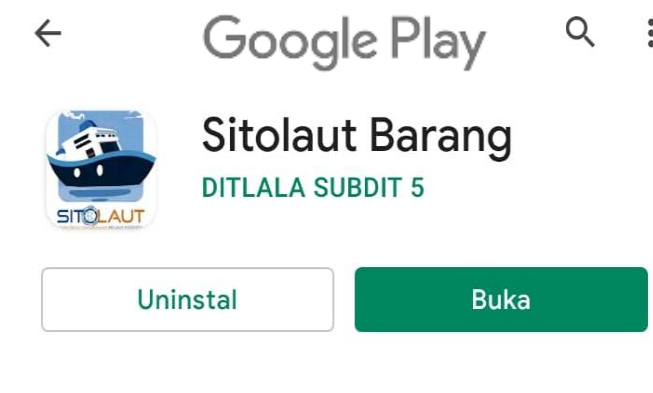 Google Play
Sitolaut Barang
DITLALA SUBDIT 5
SITOLAUT
Uninstal
Buka